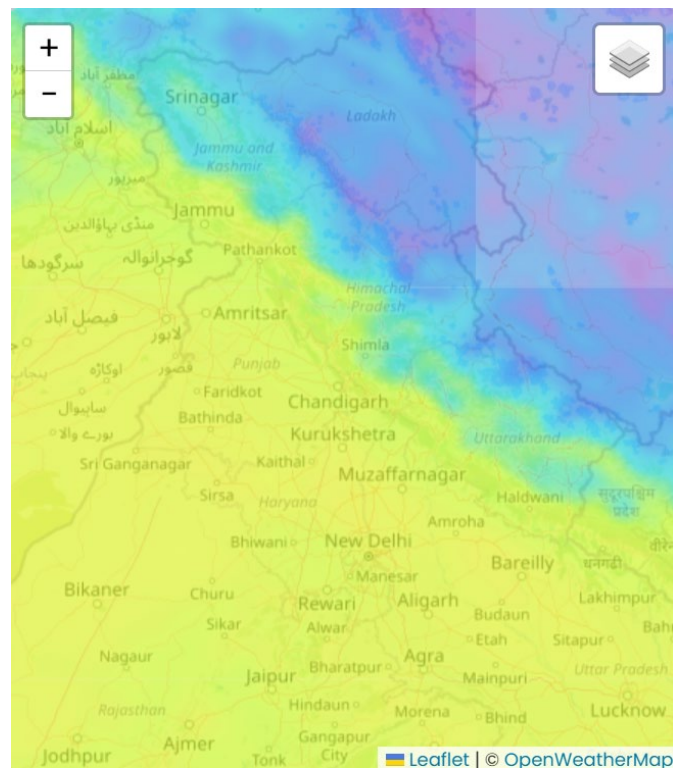 +
−
مظفر آباد
Srinagar
Ladakh
اسلام آباد
Jammu and
Kashmir
میرپور
Jammu
منڈی بہاؤالدین
Pathankot
گوجرانوالہ
سرگودھا
Himachal
Pradesh
Amritsar
فیصل آباد
لاہور
Shimla
Punjab
قصور
اوکاڑہ
Faridkot
Chandigarh
ساہیوال
Bathinda
بورے والا
Kurukshetra
Uttarakhand
Sri Ganganagar
Kaithal
Muzaffarnagar
Sirsa
Haryana
Haldwani
सुदूरपश्चिम
प्रदेश
Amroha
Bhiwani
New Delhi
Bareilly
धनगढी
Manesar
Bikaner
Churu
Rewari
Aligarh
Lakhimpur
Budaun
Sikar
Alwar
Etah
Sitapur
Nagaur
Jaipur
Bharatpur
Agra
Mainpuri
Uttar Pradesh
Rajasthan
Hindaun
Morena
Bhind
Lucknow
Jodhpur
Ajmer
Tonk
Gangapur
City
Leaflet | © OpenWeatherMap